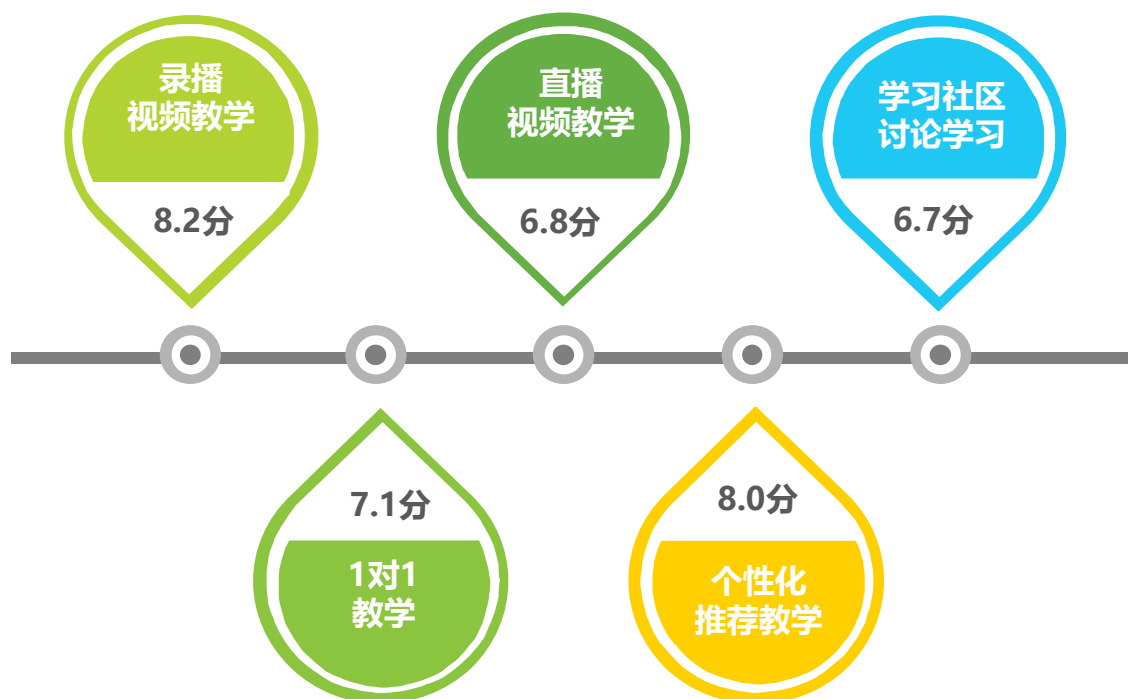 录播
视频教学
8.2分
直播
视频教学
6.8分
学习社区
讨论学习
6.7分
7.1分
1对1
教学
8.0分
个性化
推荐教学